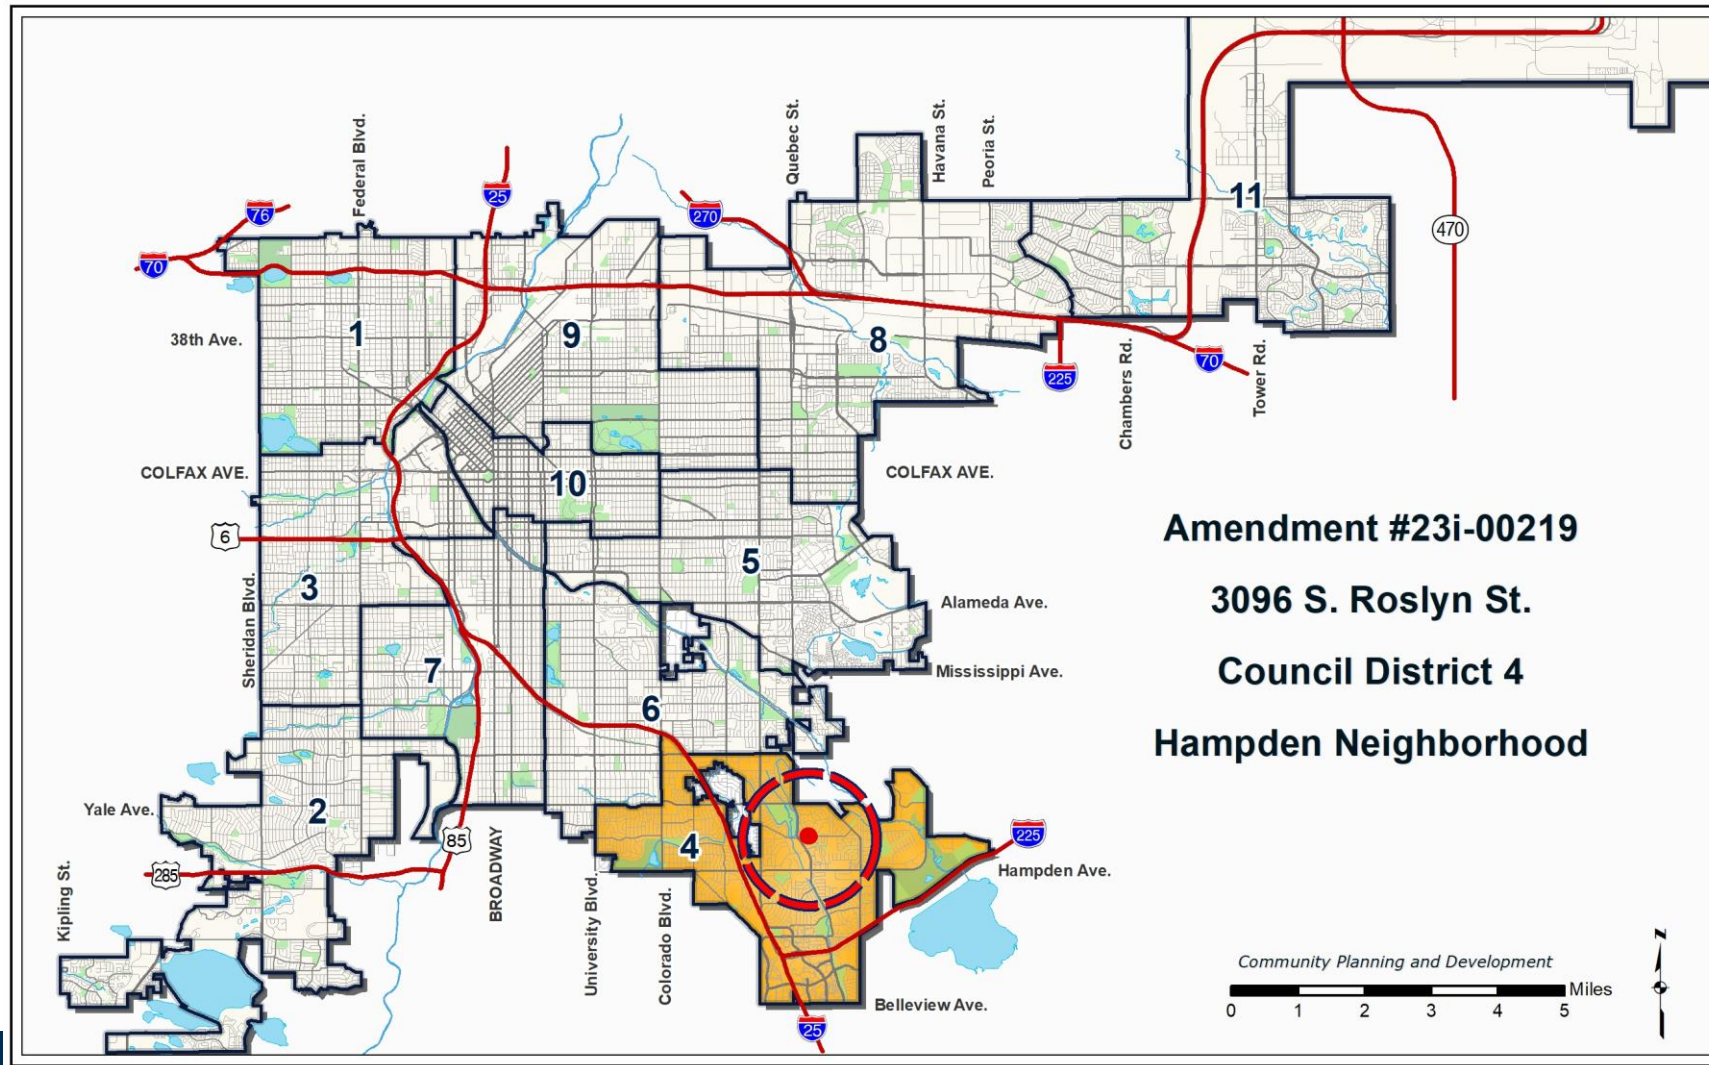 Federal Blvd.
Quebec St.
Havana St.
Peoria St.
25
76
270
11
470
70
38th Ave.
1
9
8
225
70
Chambers Rd.
Tower Rd.
COLFAX AVE.
10
COLFAX AVE.
6
5
3
Sheridan Blvd.
Alameda Ave.
7
Mississippi Ave.
6
Yale Ave.
2
85
4
225
285
Kipling St.
BROADWAY
University Blvd.
Colorado Blvd.
Hampden Ave.
Belleview Ave.
25
Amendment #23i-00219
3096 S. Roslyn St.
Council District 4
Hampden Neighborhood
Community Planning and Development
Miles
0 1 2 3 4 5
N